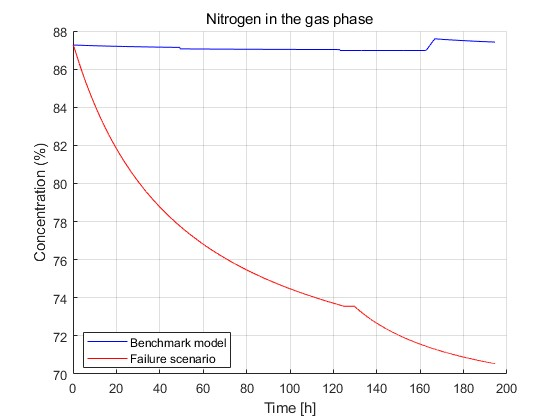 Nitrogen in the gas phase
Concentration (%)
88
86
84
82
80
78
76
74
72
70
Benchmark model
Failure scenario
0 20 40 60 80 100 120 140 160 180 200
Time [h]